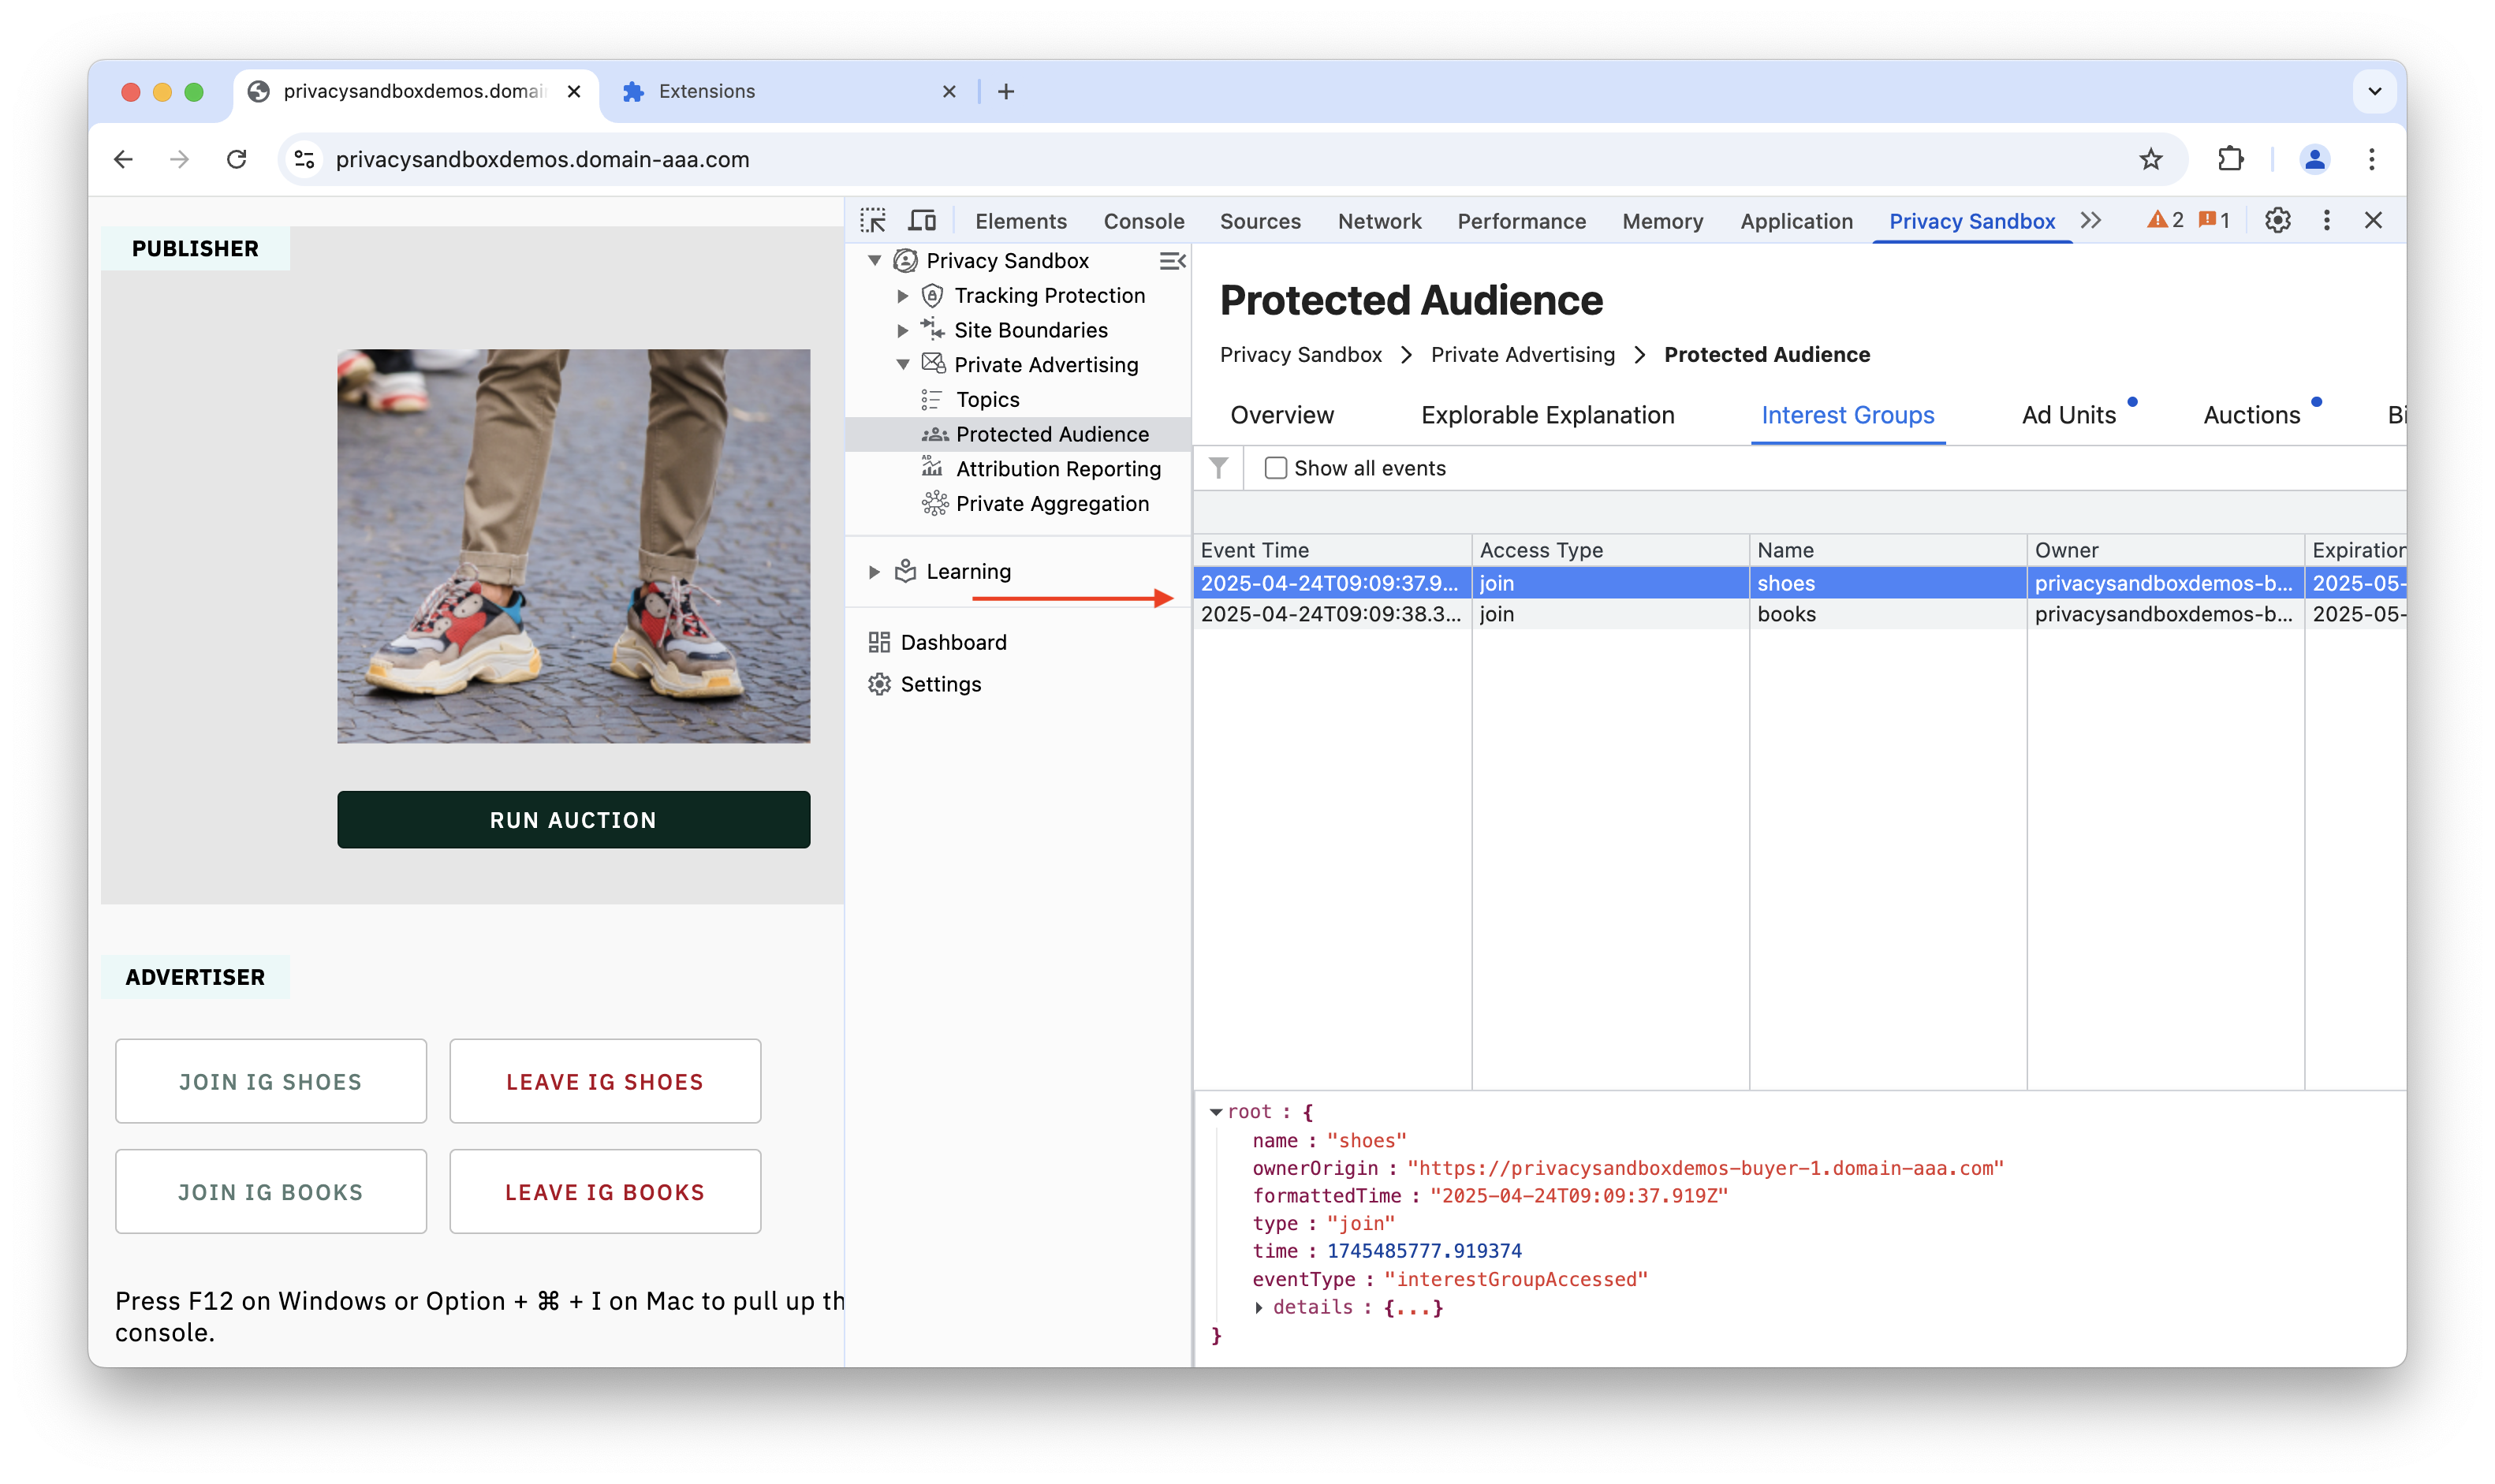 privacysandboxdemos.domai
Extensions
privacysandboxdemos.domain-aaa.com
PUBLISHER
RUN AUCTION
ADVERTISER
JOIN IG SHOES
LEAVE IG SHOES
JOIN IG BOOKS
LEAVE IG BOOKS
Press F12 on Windows or Option + ⌘ + I on Mac to pull up th
console.
Elements Console Sources Network Performance Memory Application Privacy Sandbox 2 1
Privacy Sandbox
Tracking Protection
Site Boundaries
Private Advertising
Topics
Protected Audience
Attribution Reporting
Private Aggregation
Learning
Dashboard
Settings
Protected Audience
Privacy Sandbox > Private Advertising > Protected Audience
Overview Explorable Explanation Interest Groups Ad Units Auctions Bi
Show all events
Event Time Access Type Name Owner Expiration
2025-04-24T09:09:37.9... join shoes privacysandboxdemos-b... 2025-05-
2025-04-24T09:09:38.3... join books privacysandboxdemos-b... 2025-05-
root : {
name : "shoes"
ownerOrigin : "https://privacysandboxdemos-buyer-1.domain-aaa.com"
formattedTime : "2025-04-24T09:09:37.919Z"
type : "join"
time : 1745485777.919374
eventType : "interestGroupAccessed"
details : {...}
}